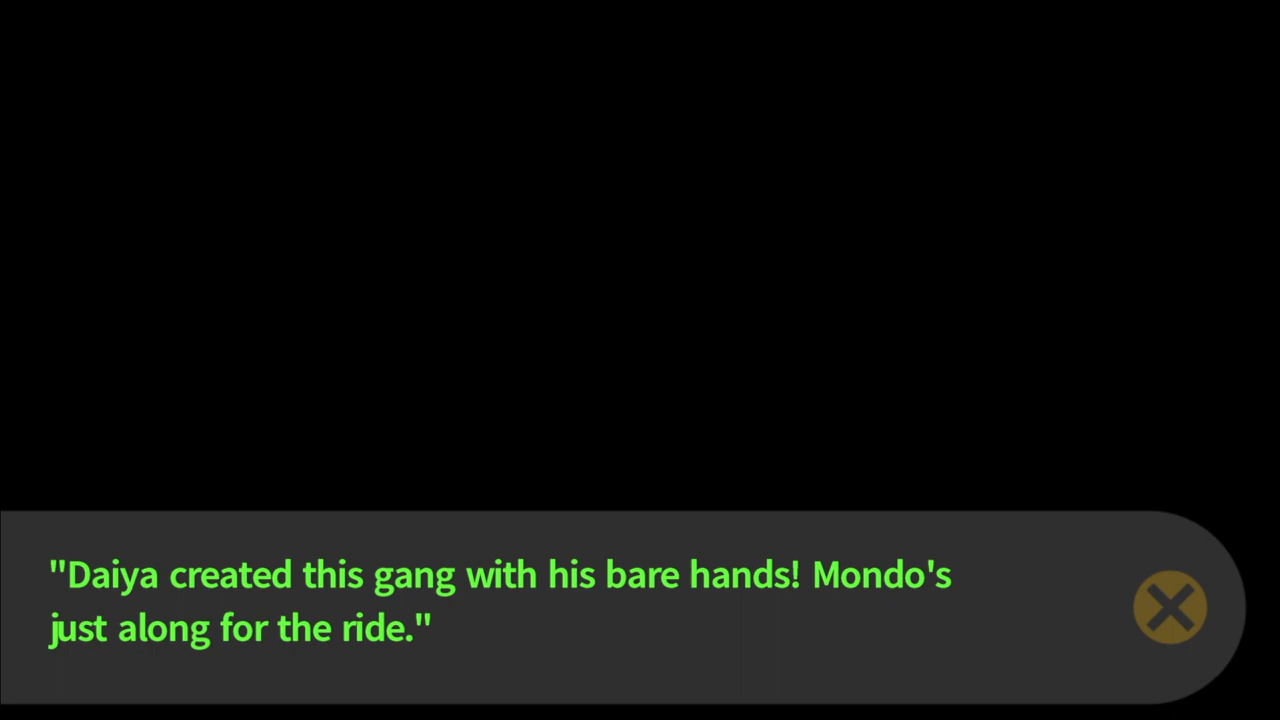 "Daiya created this gang with his bare hands! Mondo's
just along for the ride."